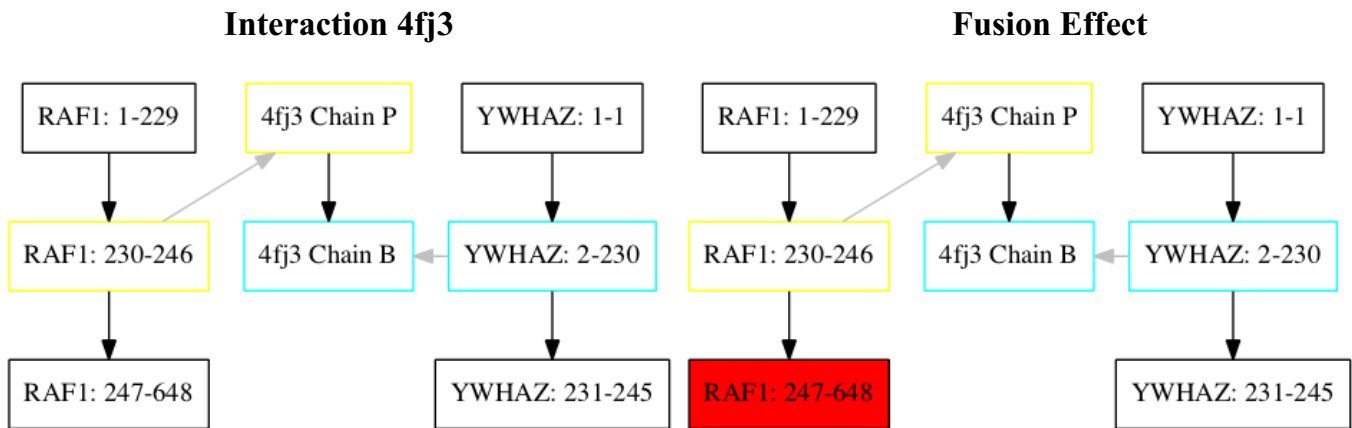 Interaction 4fj3
Fusion Effect
RAF1: 1-229
4fj3 Chain P
YWHAZ: 1-1
RAF1: 230-246
4fj3 Chain B
YWHAZ: 2-230
RAF1: 247-648
YWHAZ: 231-245
RAF1: 1-229
4fj3 Chain P
YWHAZ: 1-1
RAF1: 230-246
4fj3 Chain B
YWHAZ: 2-230
RAF1: 247-648
YWHAZ: 231-245